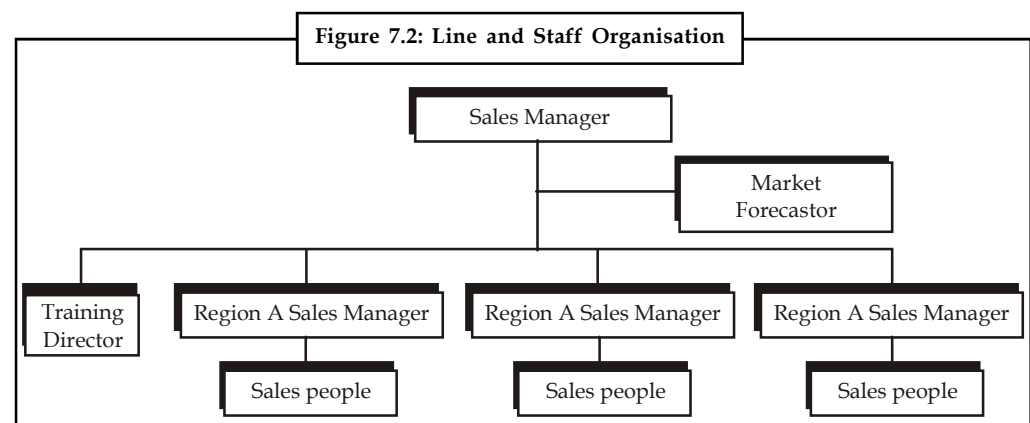 Figure 7.2: Line and Staff Organisation
Sales Manager
Market
Forecastor
Training
Director
Region A Sales Manager
Region A Sales Manager
Region A Sales Manager
Sales people
Sales people
Sales people